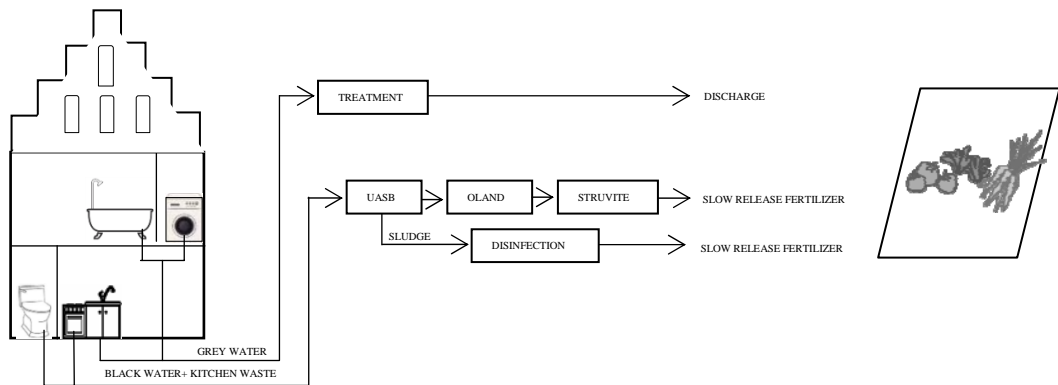 TREATMENT
DISCHARGE
UASB
OLAND
STRUVITE
SLOW RELEASE FERTILIZER
SLUDGE
DISINFECTION
SLOW RELEASE FERTILIZER
GREY WATER
BLACK WATER+ KITCHEN WASTE